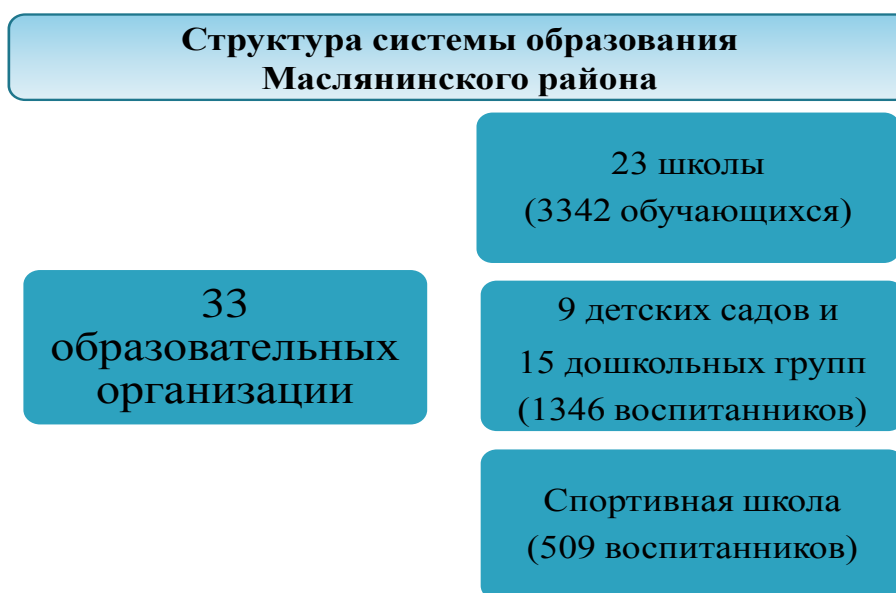 Структура системы образования
Маслянинского района
23 школы
(3342 обучающихся)
33
образовательных
организации
9 детских садов и
15 дошкольных групп
(1346 воспитанников)
Спортивная школа
(509 воспитанников)